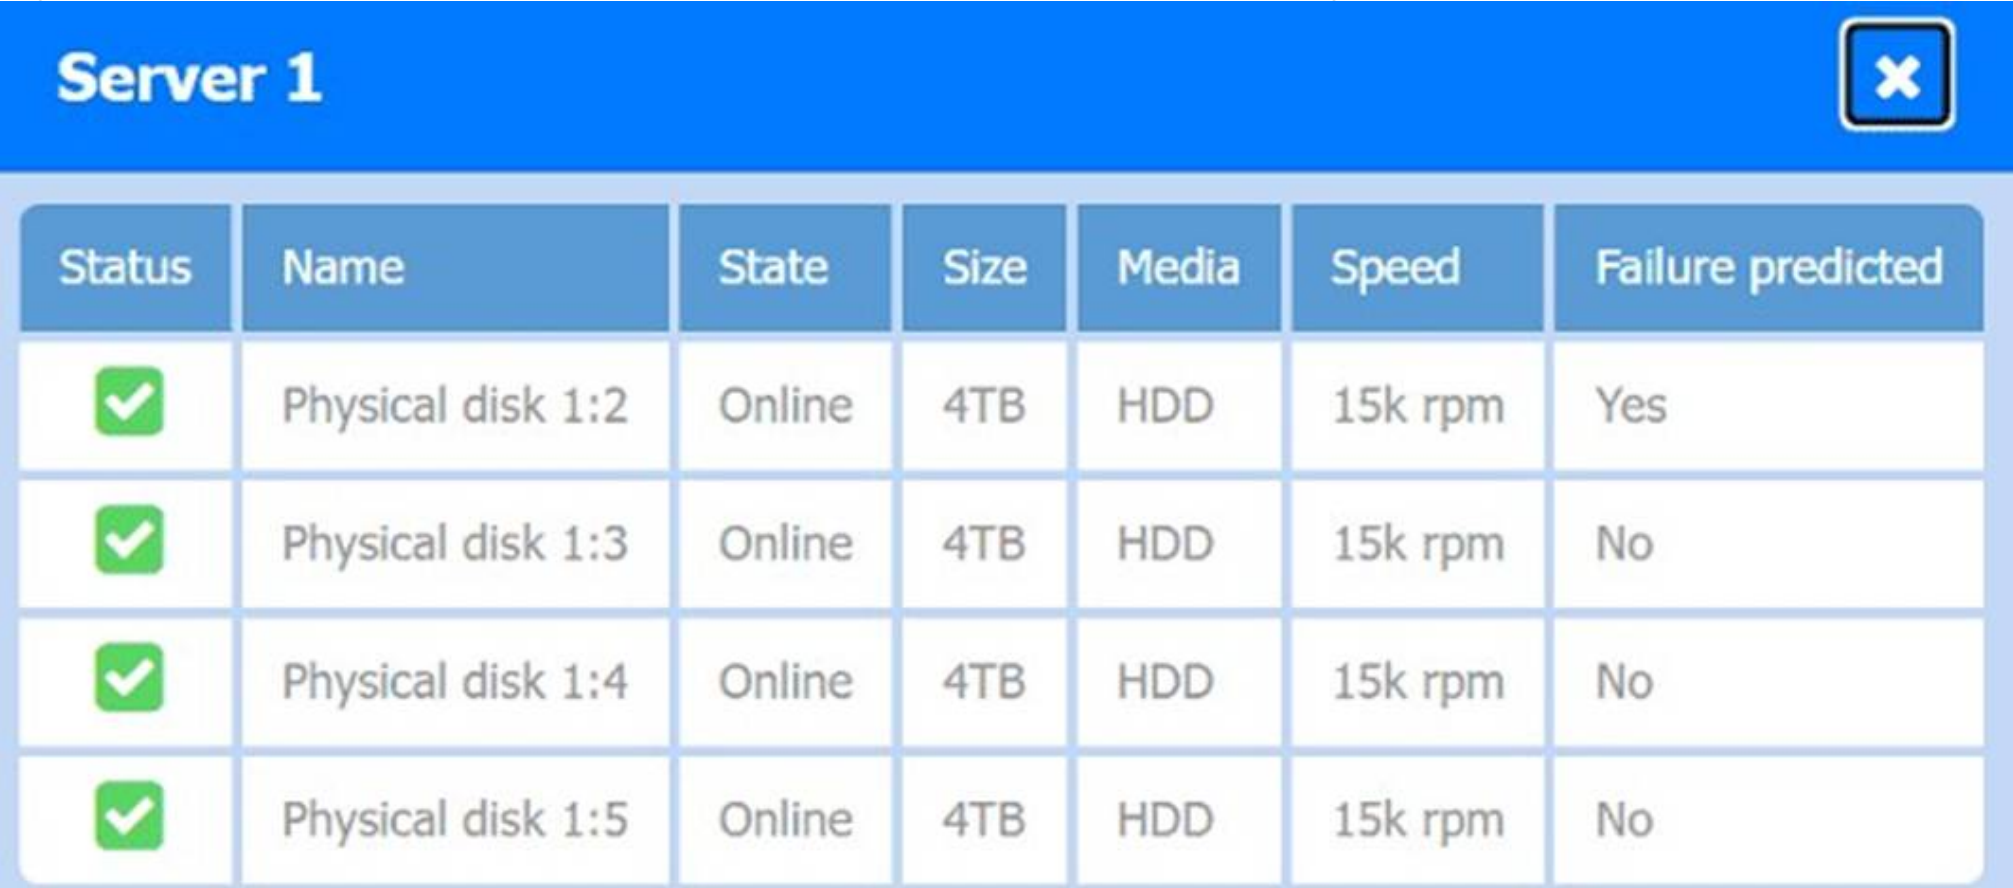 Server 1
Status Name State Size Media Speed Failure predicted
Physical disk 1:2 Online 4TB HDD 15k rpm Yes
Physical disk 1:3 Online 4TB HDD 15k rpm No
Physical disk 1:4 Online 4TB HDD 15k rpm No
Physical disk 1:5 Online 4TB HDD 15k rpm No